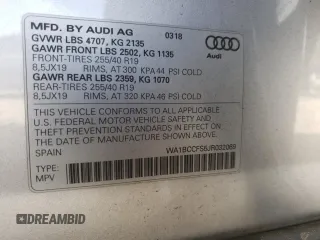 MFD. BY AUDI AG 0318
GVWR LBS 4707, KG 2135
GAWR FRONT LBS 2502, KG 1135
FRONT-TIRES 255/40 R19
8,5JX19 RIMS, AT 300 KPA 44 PSI COLD
GAWR REAR LBS 2359, KG 1070
REAR-TIRES 255/40 R19
8,5JX19 RIMS, AT 320 KPA 46 PSI COLD
THIS VEHICLE CONFORMS TO ALL APPLICABLE
FEDERAL MOTOR VEHICLE SAFETY AND THEFT
PREVENTION STANDARDS IN EFFECT ON THE
DATE OF MANUFACTURE SHOWN ABOVE.
SPAIN
TYPE:
MPV
Audi
DREAMBID
dreambid.com